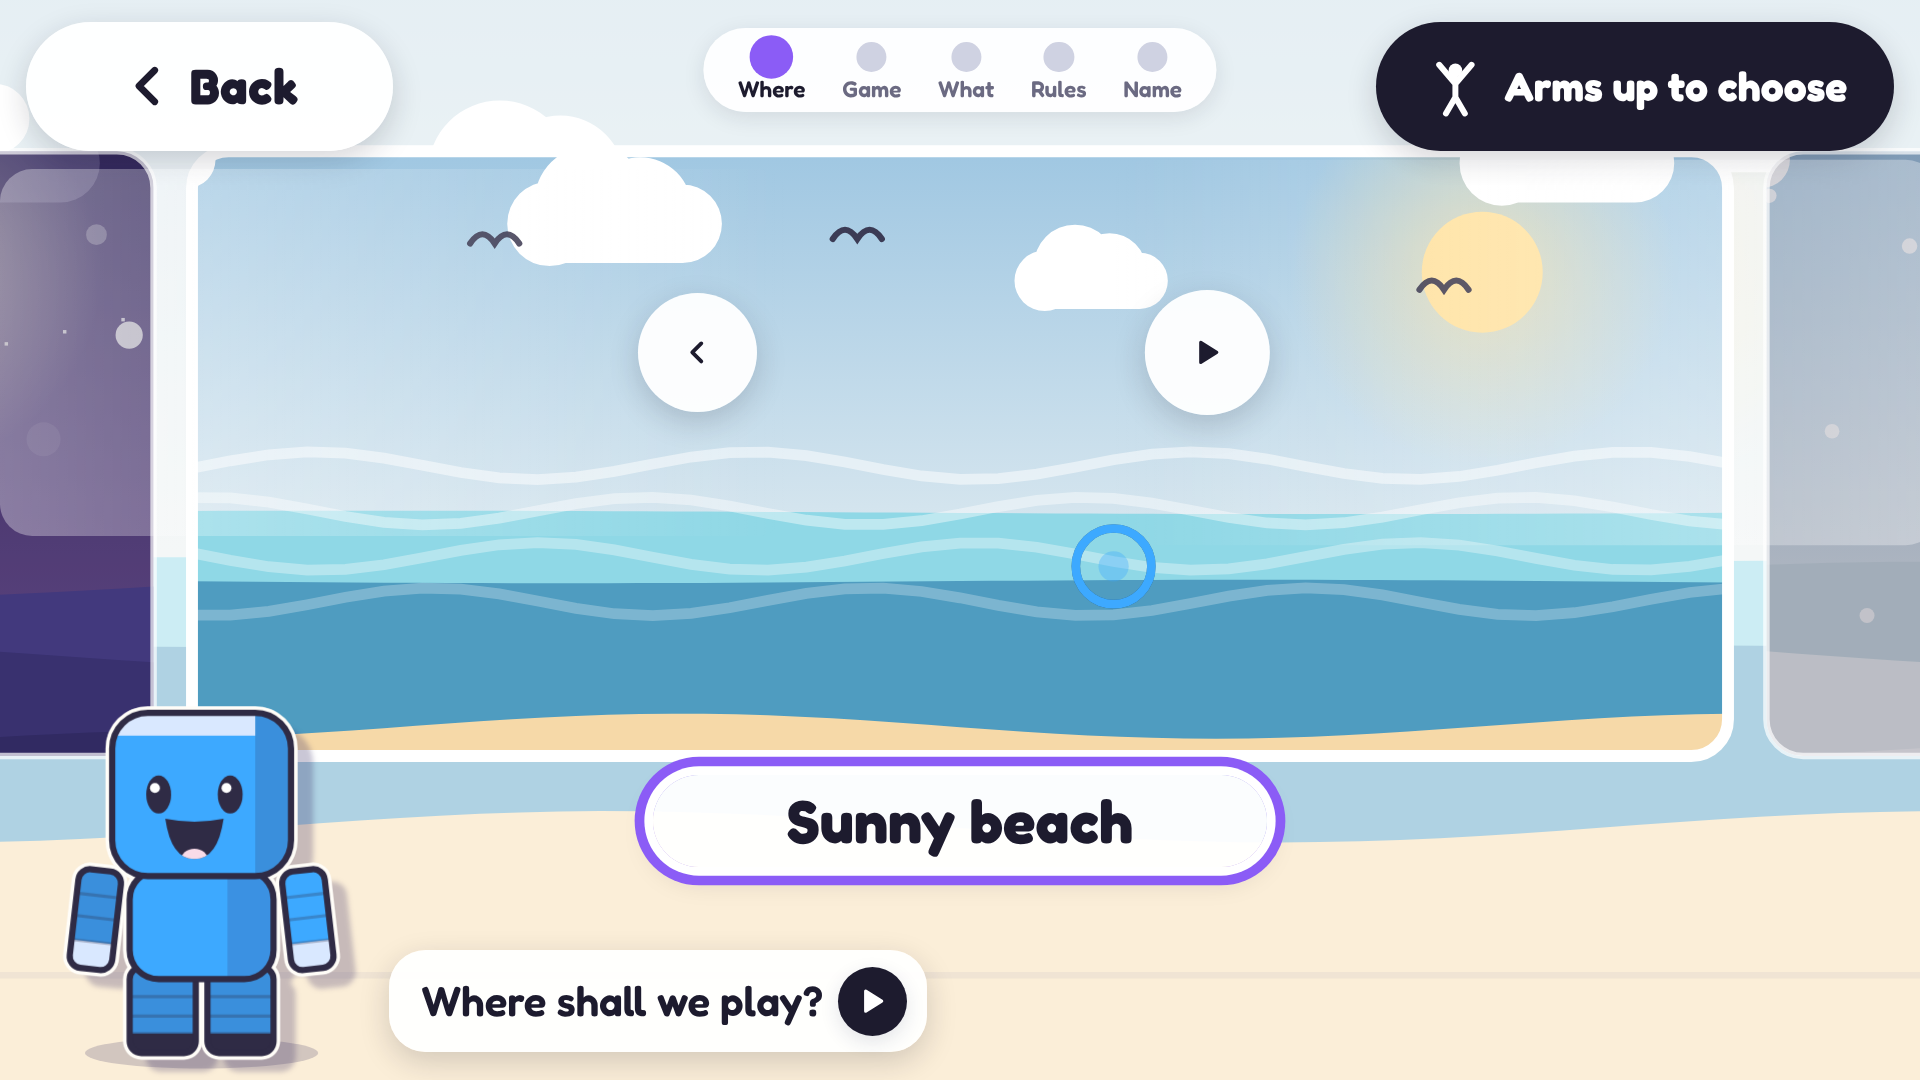 Back
Where
Game
What
Rules
Name
Arms up to choose
Sunny beach
Where shall we play?